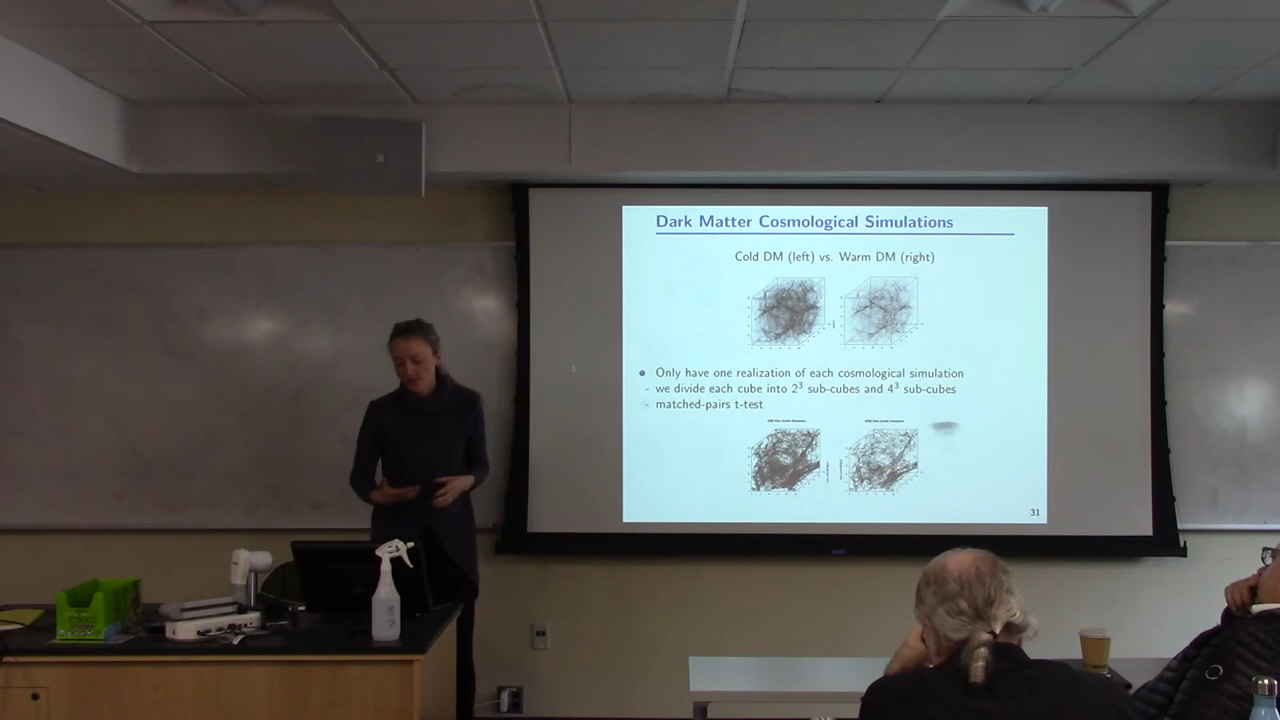 Dark Matter Cosmological Simulations
Cold DM (left) vs. Warm DM (right)
Only have one realization of each cosmological simulation
- we divide each cube into 2³ sub-cubes and 4³ sub-cubes
- matched-pairs t-test
31